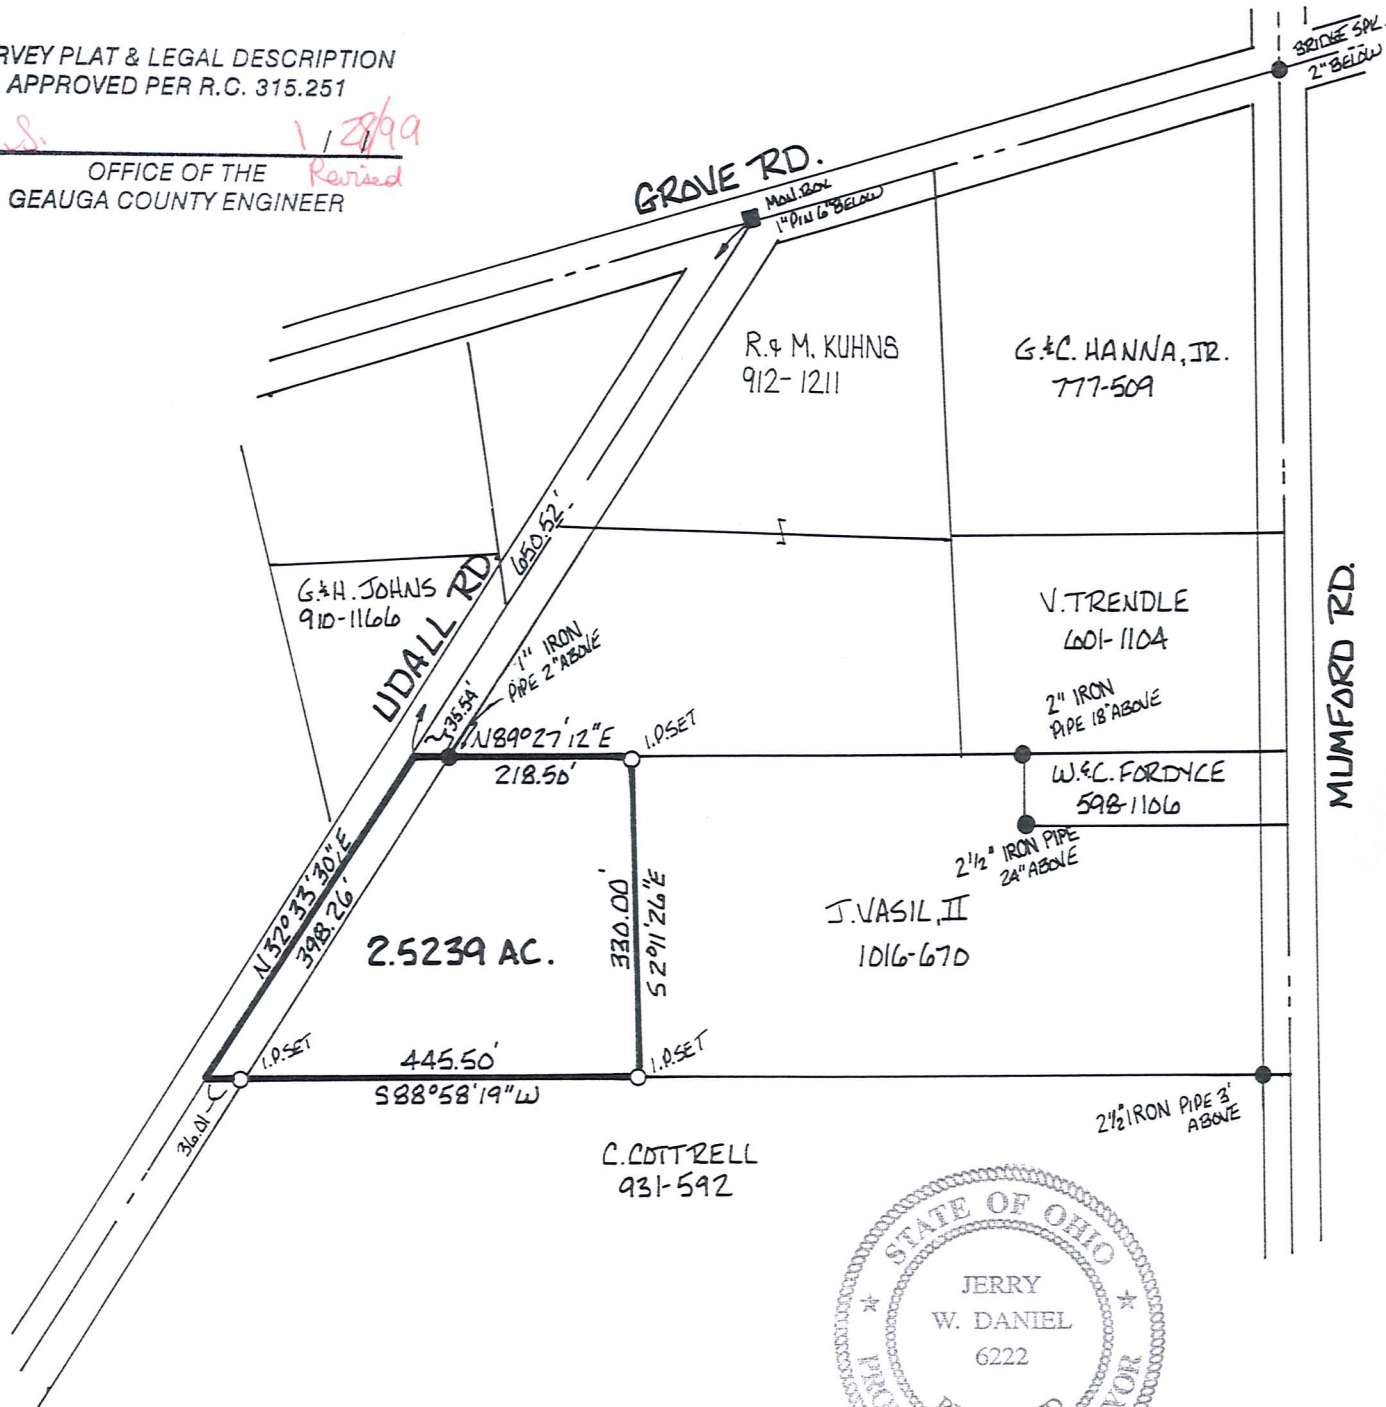 RVEY PLAT & LEGAL DESCRIPTION
APPROVED PER R.C. 315.251
S. 1/28/99
OFFICE OF THE Revised
GEAUGA COUNTY ENGINEER
BRIDGE SPK.
2" BELOW
GROVE RD.
MON. BOX
1" PIN 6" BELOW
R. & M. KUHNS
912-1211
G. & C. HANNA, JR.
777-509
650.52'
G. & H. JOHNS
910-1166
UDALL RD.
V. TRENDLE
601-1104
MUMFORD RD.
1" IRON
PIPE 2" ABOVE
35.54'
N89°27'12"E
218.50'
I.P. SET
2" IRON
PIPE 18" ABOVE
W. & C. FORDYCE
598-1106
2 1/2" IRON PIPE
24" ABOVE
N32°33'30"E
398.26'
2.5239 AC.
330.00'
S2°11'26"E
J. VASIL, II
1016-670
I.P. SET
445.50'
S88°58'19"W
I.P. SET
36.01
2 1/2" IRON PIPE 3'
ABOVE
C. COTTRELL
931-592
STATE OF OHIO
JERRY
W. DANIEL
6222